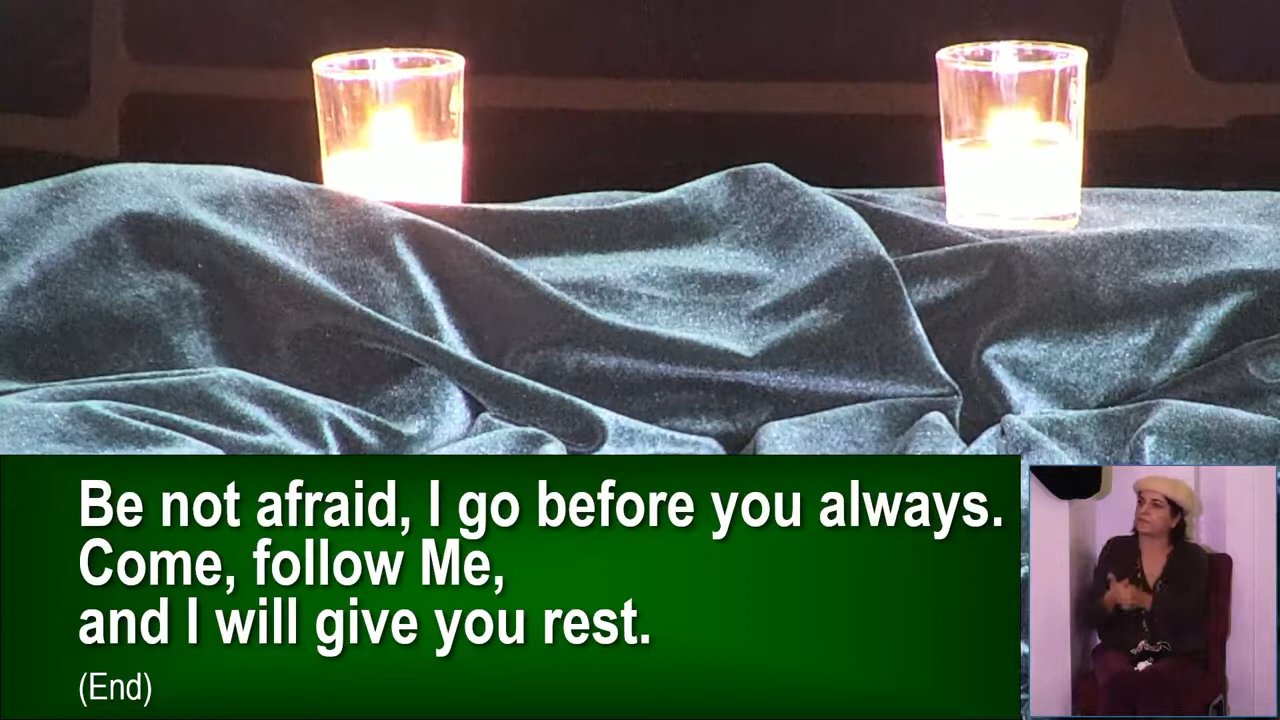 Be not afraid, I go before you always.
Come, follow Me,
and I will give you rest.
(End)